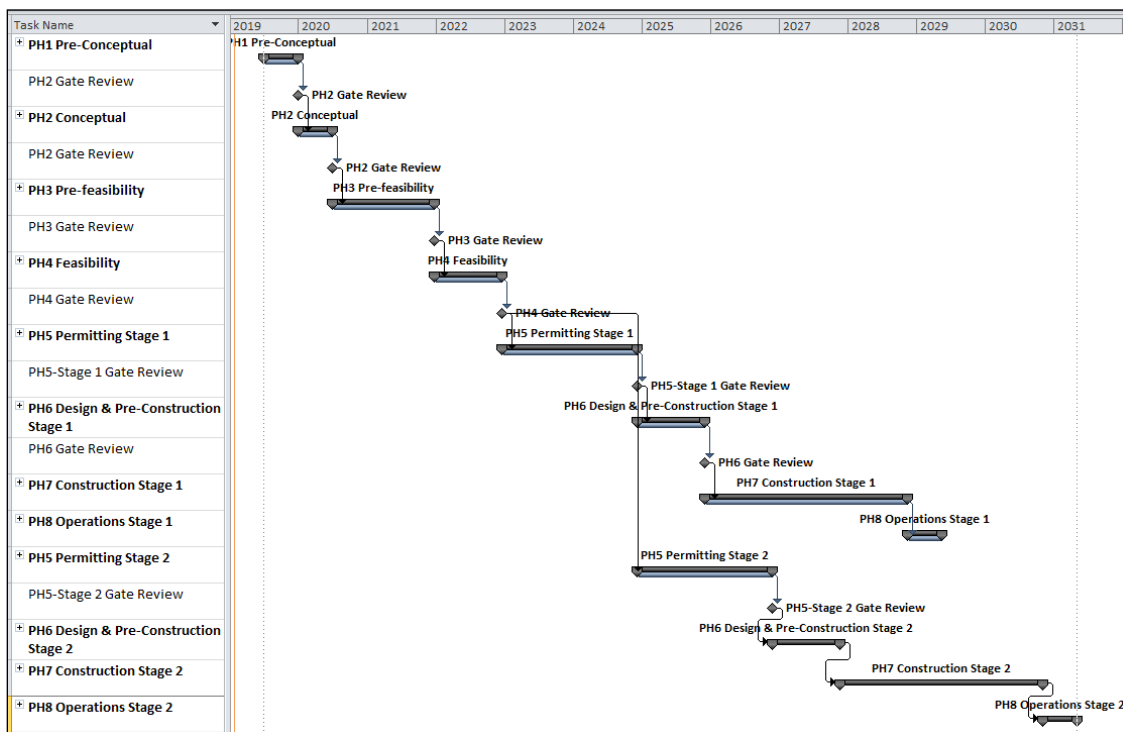 Task Name 2019 2020 2021 2022 2023 2024 2025 2026 2027 2028 2029 2030 2031
PH1 Pre-Conceptual
H1 Pre-Conceptual
PH2 Gate Review
PH2 Gate Review
PH2 Conceptual
PH2 Conceptual
PH2 Gate Review
PH2 Gate Review
PH3 Pre-feasibility
PH3 Pre-feasibility
PH3 Gate Review
PH3 Gate Review
PH4 Feasibility
PH4 Feasibility
PH4 Gate Review
PH4 Gate Review
PH5 Permitting Stage 1
PH5 Permitting Stage 1
PH5-Stage 1 Gate Review
PH5-Stage 1 Gate Review
PH6 Design & Pre-Construction
Stage 1
PH6 Design & Pre-Construction Stage 1
PH6 Gate Review
PH6 Gate Review
PH7 Construction Stage 1
PH7 Construction Stage 1
PH8 Operations Stage 1
PH8 Operations Stage 1
PH5 Permitting Stage 2
PH5 Permitting Stage 2
PH5-Stage 2 Gate Review
PH5-Stage 2 Gate Review
PH6 Design & Pre-Construction
Stage 2
PH6 Design & Pre-Construction Stage 2
PH7 Construction Stage 2
PH7 Construction Stage 2
PH8 Operations Stage 2
PH8 Operations Stage 2